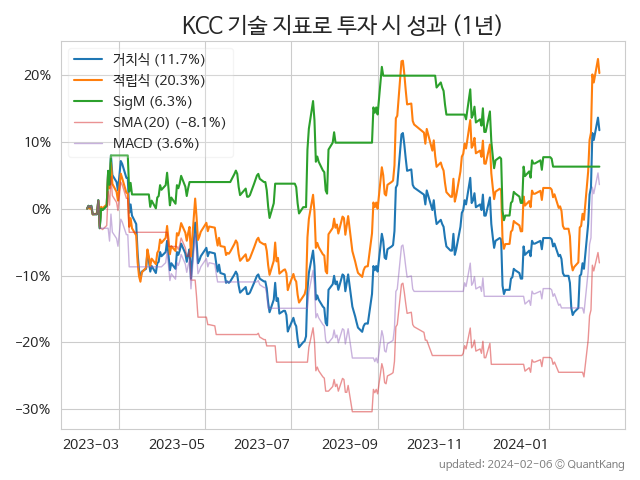 KCC 기술 지표로 투자 시 성과 (1년)
거치식 (11.7%)
적립식 (20.3%)
SigM (6.3%)
SMA(20) (−8.1%)
MACD (3.6%)
20%
10%
0%
−10%
−20%
−30%
2023-03 2023-05 2023-07 2023-09 2023-11 2024-01
updated: 2024-02-06 © QuantKang